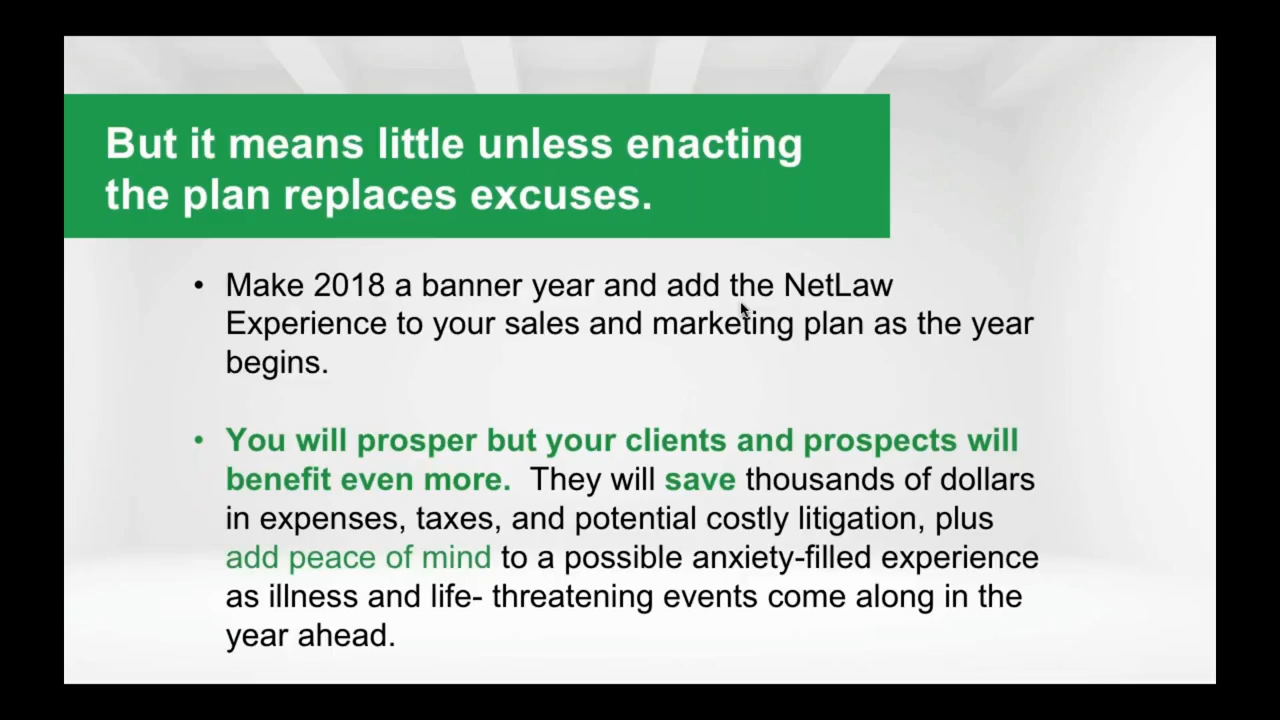 But it means little unless enacting
the plan replaces excuses.
• Make 2018 a banner year and add the NetLaw
Experience to your sales and marketing plan as the year
begins.
• You will prosper but your clients and prospects will
benefit even more.  They will save thousands of dollars
in expenses, taxes, and potential costly litigation, plus
add peace of mind to a possible anxiety-filled experience
as illness and life- threatening events come along in the
year ahead.